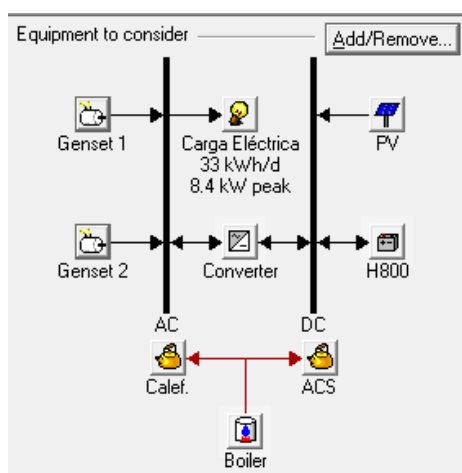 Equipment to consider
Add/Remove...
Genset 1
Carga Eléctrica
33 kWh/d
8.4 kW peak
PV
Genset 2
Converter
H800
AC
DC
Calef.
ACS
Boiler